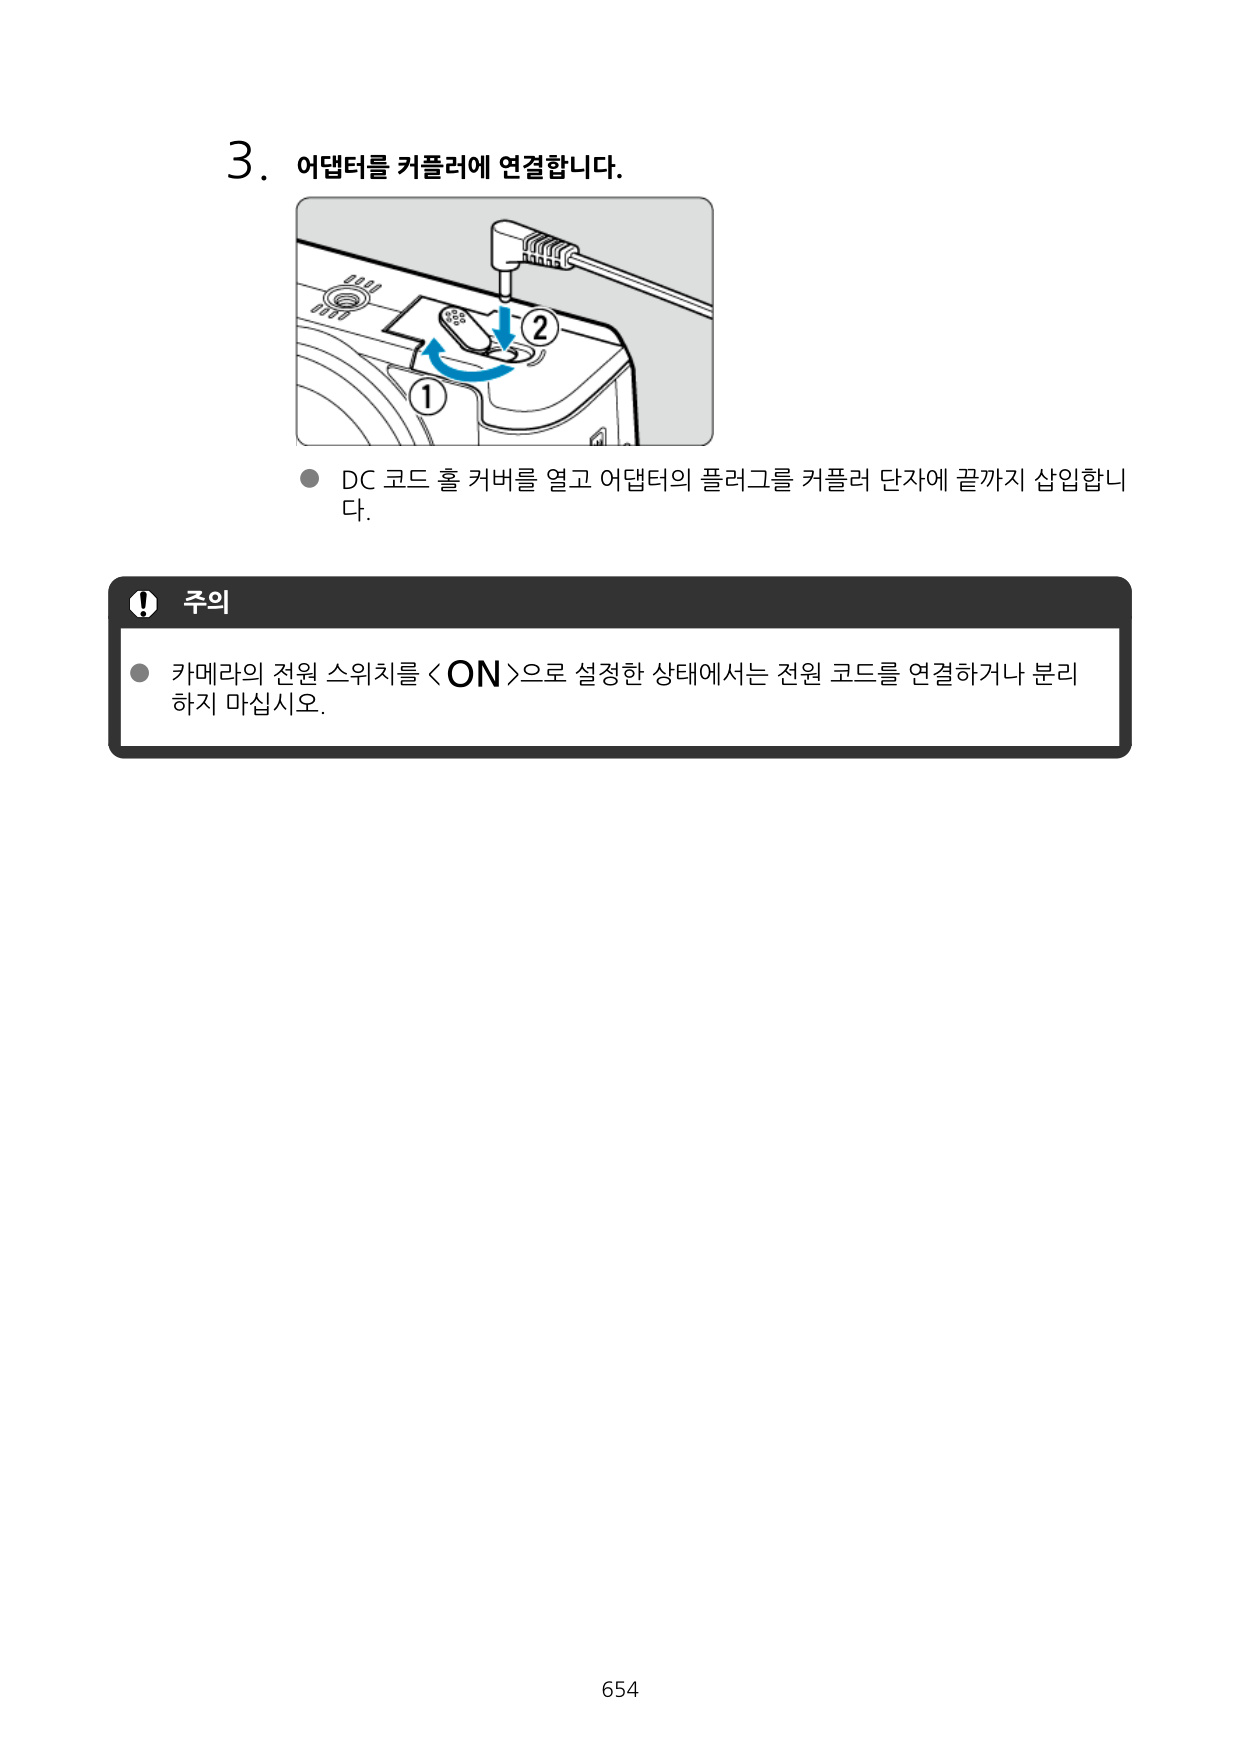 3. 어댑터를 커플러에 연결합니다.
②
①
● DC 코드 홀 커버를 열고 어댑터의 플러그를 커플러 단자에 끝까지 삽입합니
다.
주의
● 카메라의 전원 스위치를 <ON>으로 설정한 상태에서는 전원 코드를 연결하거나 분리
하지 마십시오.
654